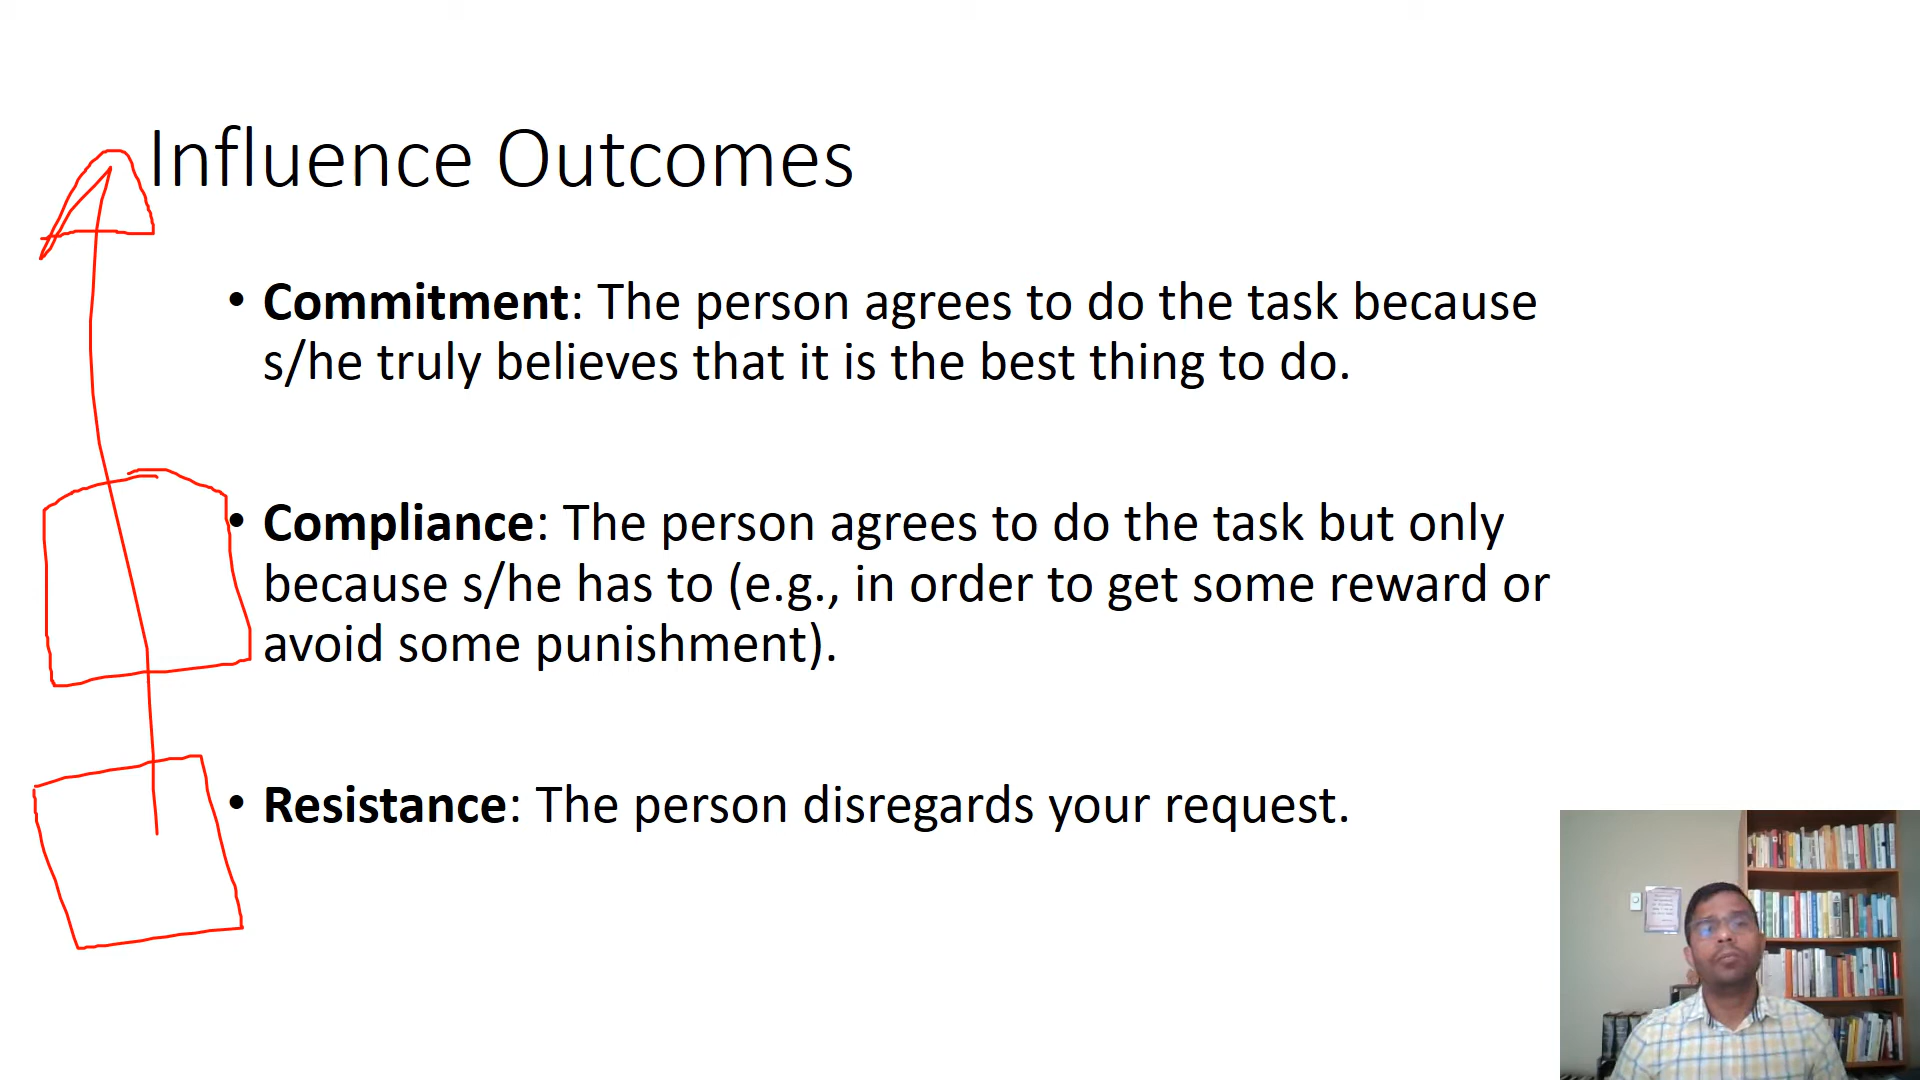 Influence Outcomes
• Commitment: The person agrees to do the task because
s/he truly believes that it is the best thing to do.
• Compliance: The person agrees to do the task but only
because s/he has to (e.g., in order to get some reward or
avoid some punishment).
• Resistance: The person disregards your request.